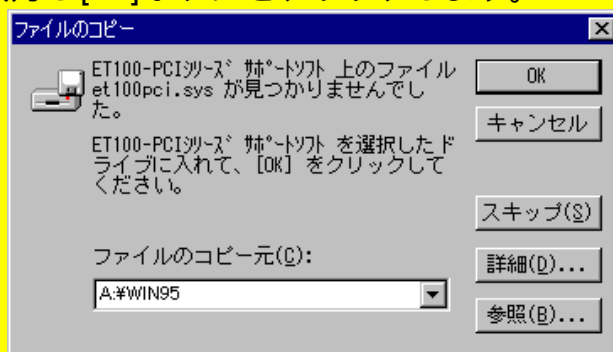 ファイルのコピー
ET100-PCIｼﾘｰｽﾞ ｻﾎﾟｰﾄｿﾌﾄ 上のファイル
et100pci.sys が見つかりませんでし
た。
ET100-PCIｼﾘｰｽﾞ ｻﾎﾟｰﾄｿﾌﾄ を選択したド
ライブに入れて、[OK] をクリックして
ください。
ファイルのコピー元(C):
A:¥WIN95
OK
キャンセル
スキップ(S)
詳細(D)...
参照(B)...